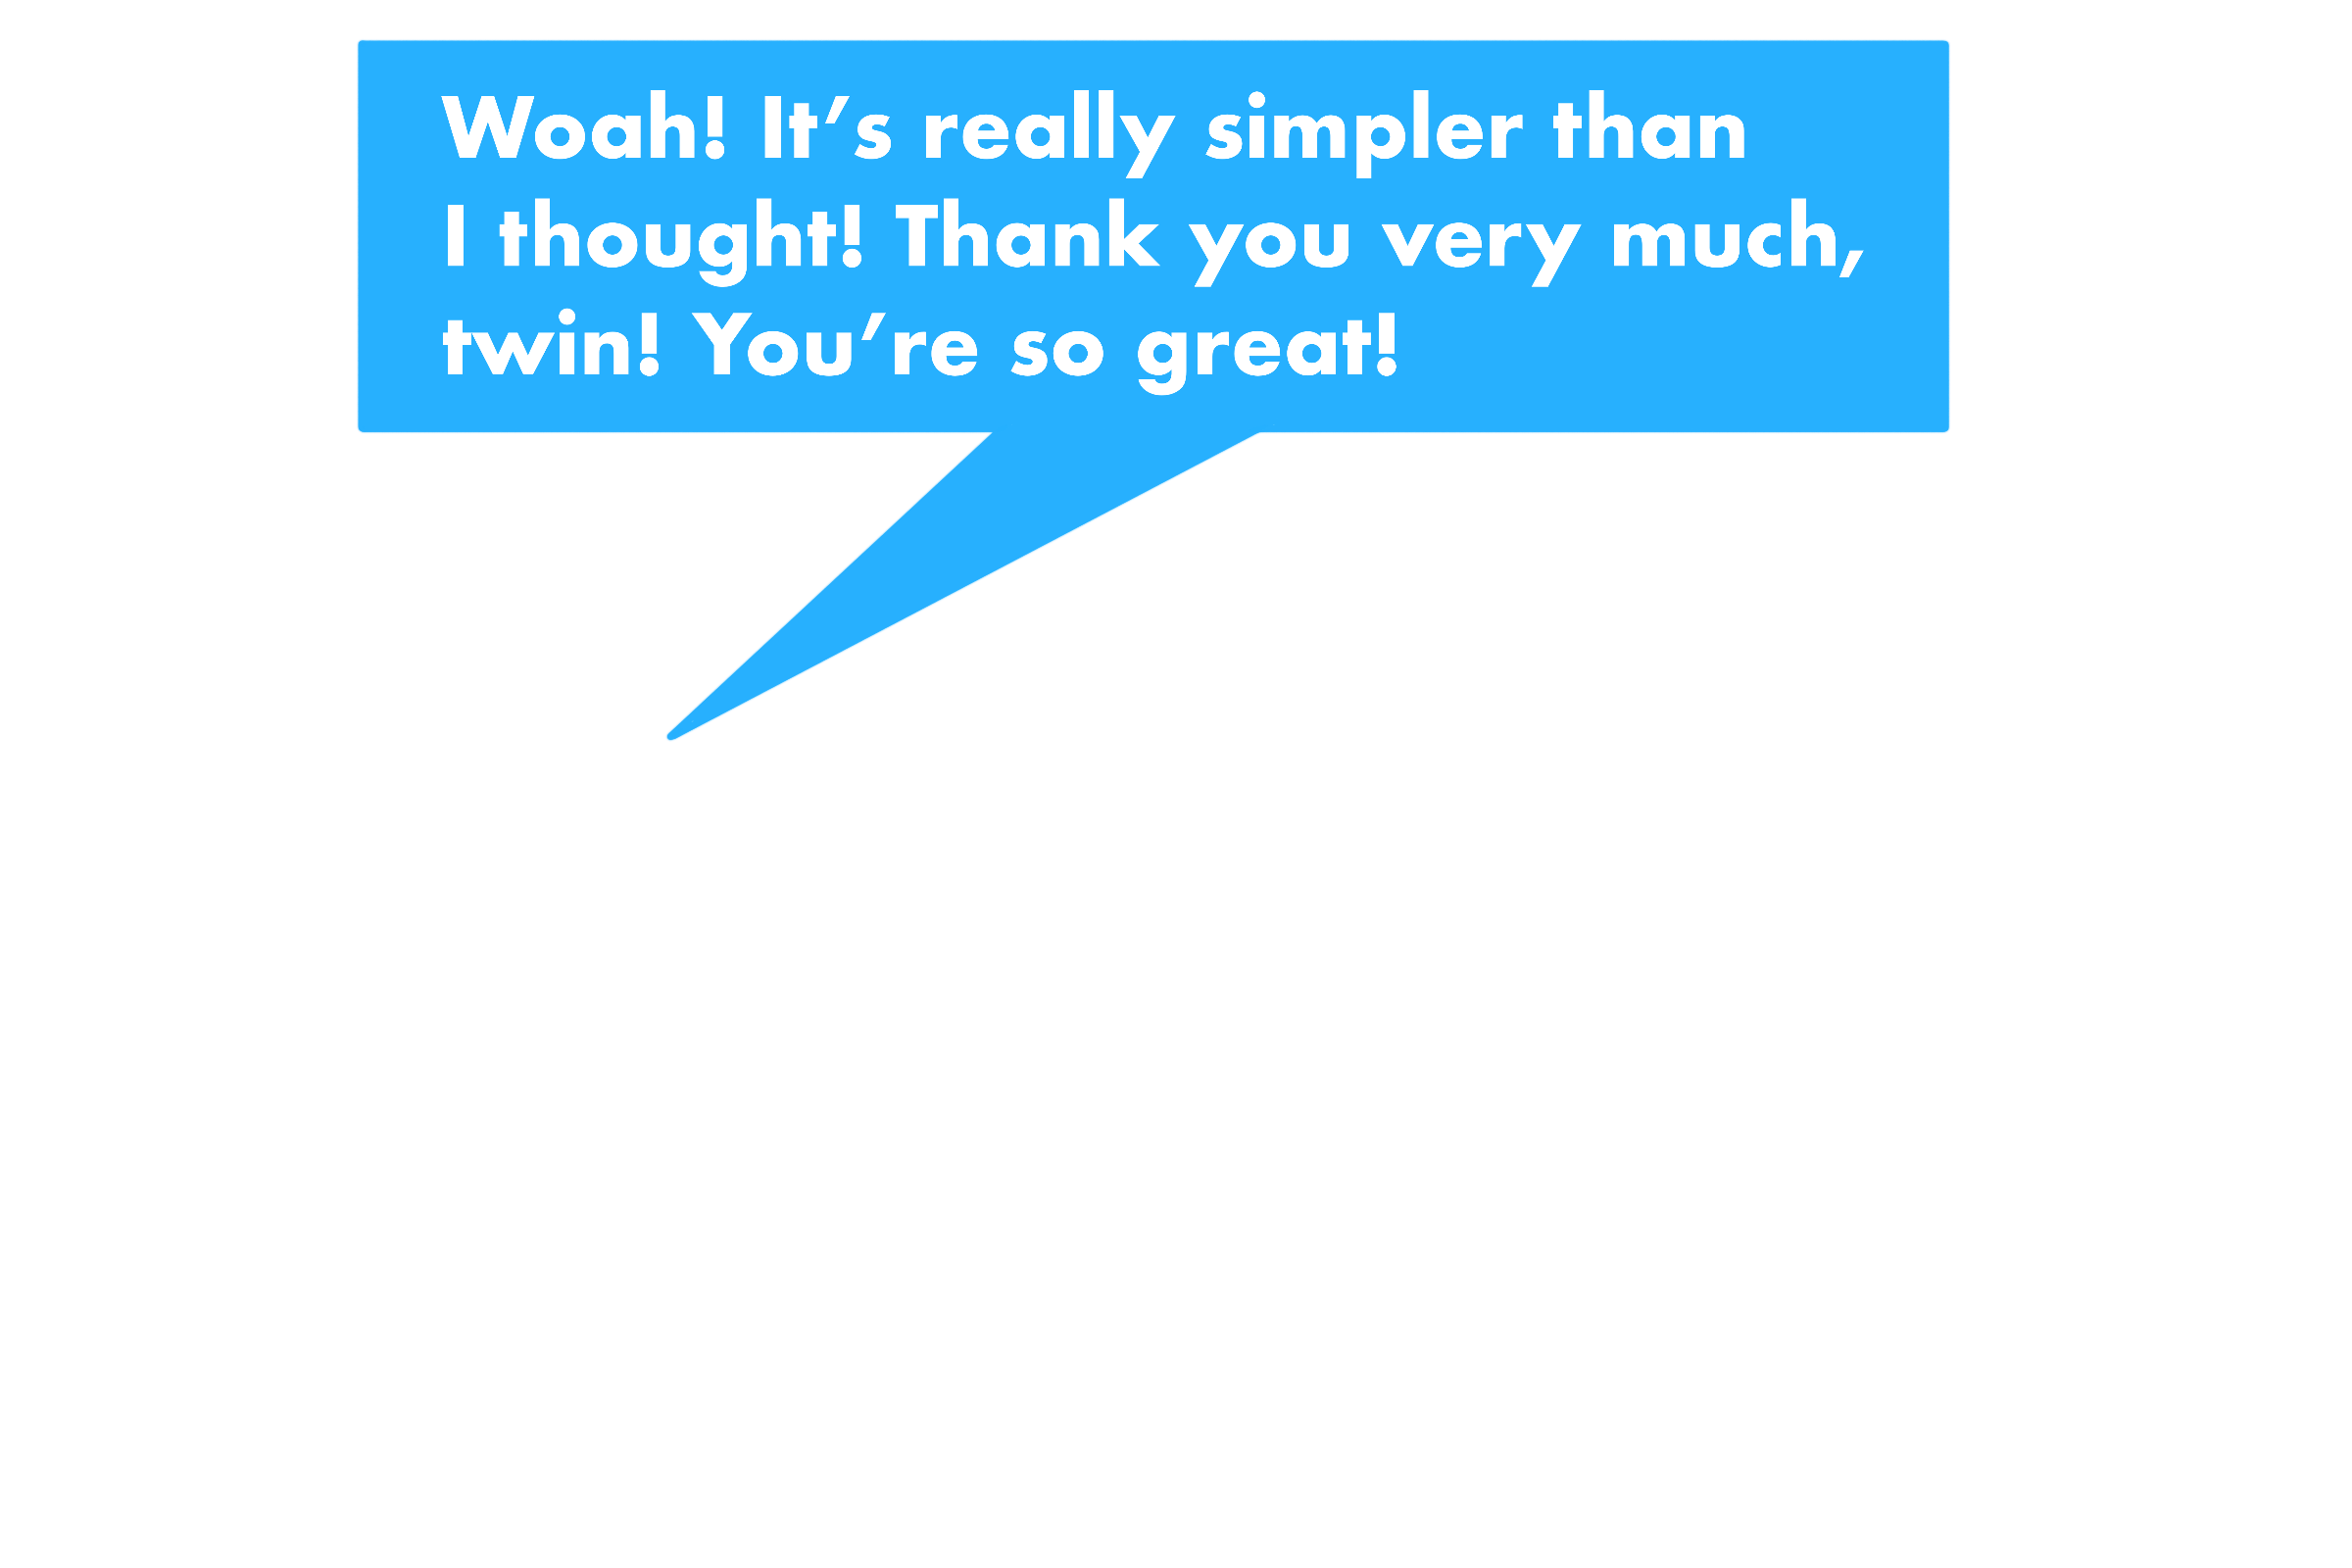 Woah! It’s really simpler than
I thought! Thank you very much,
twin! You’re so great!